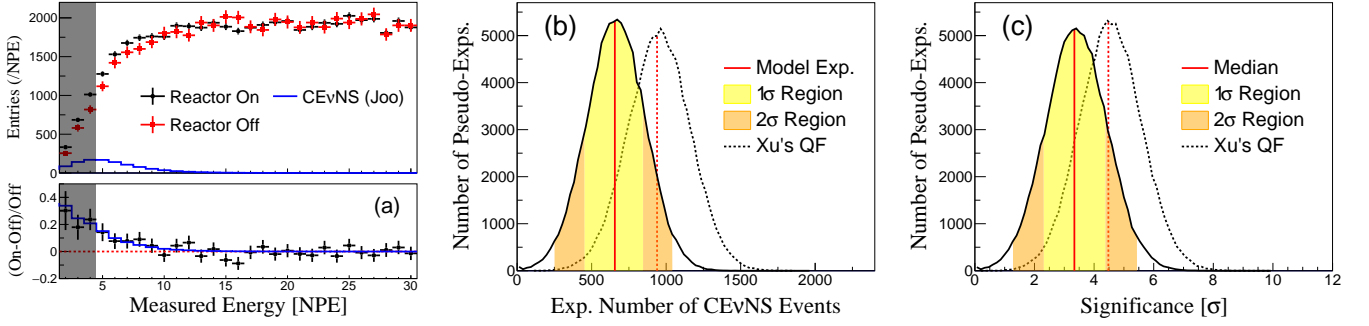 Entries (/NPE)
2000
1500
1000
500
0
Reactor On
Reactor Off
CEνNS (Joo)
(On-Off)/Off
0.4
0.2
0
−0.2
(a)
5 10 15 20 25 30
Measured Energy [NPE]
(b)
Number of Pseudo-Exps.
5000
4000
3000
2000
1000
0
Model Exp.
1σ Region
2σ Region
Xu's QF
0 500 1000 1500 2000
Exp. Number of CEνNS Events
(c)
Number of Pseudo-Exps.
5000
4000
3000
2000
1000
0
Median
1σ Region
2σ Region
Xu's QF
0 2 4 6 8 10 12
Significance [σ]